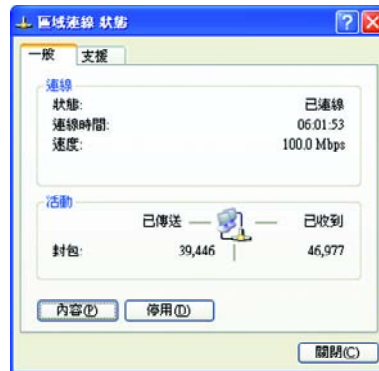 區域連線 狀態
一般 支援
連線
狀態: 已連線
連線時間: 06:01:53
速度: 100.0 Mbps
活動
已傳送 已收到
封包: 39,446 46,977
內容(P) 停用(D)
關閉(C)